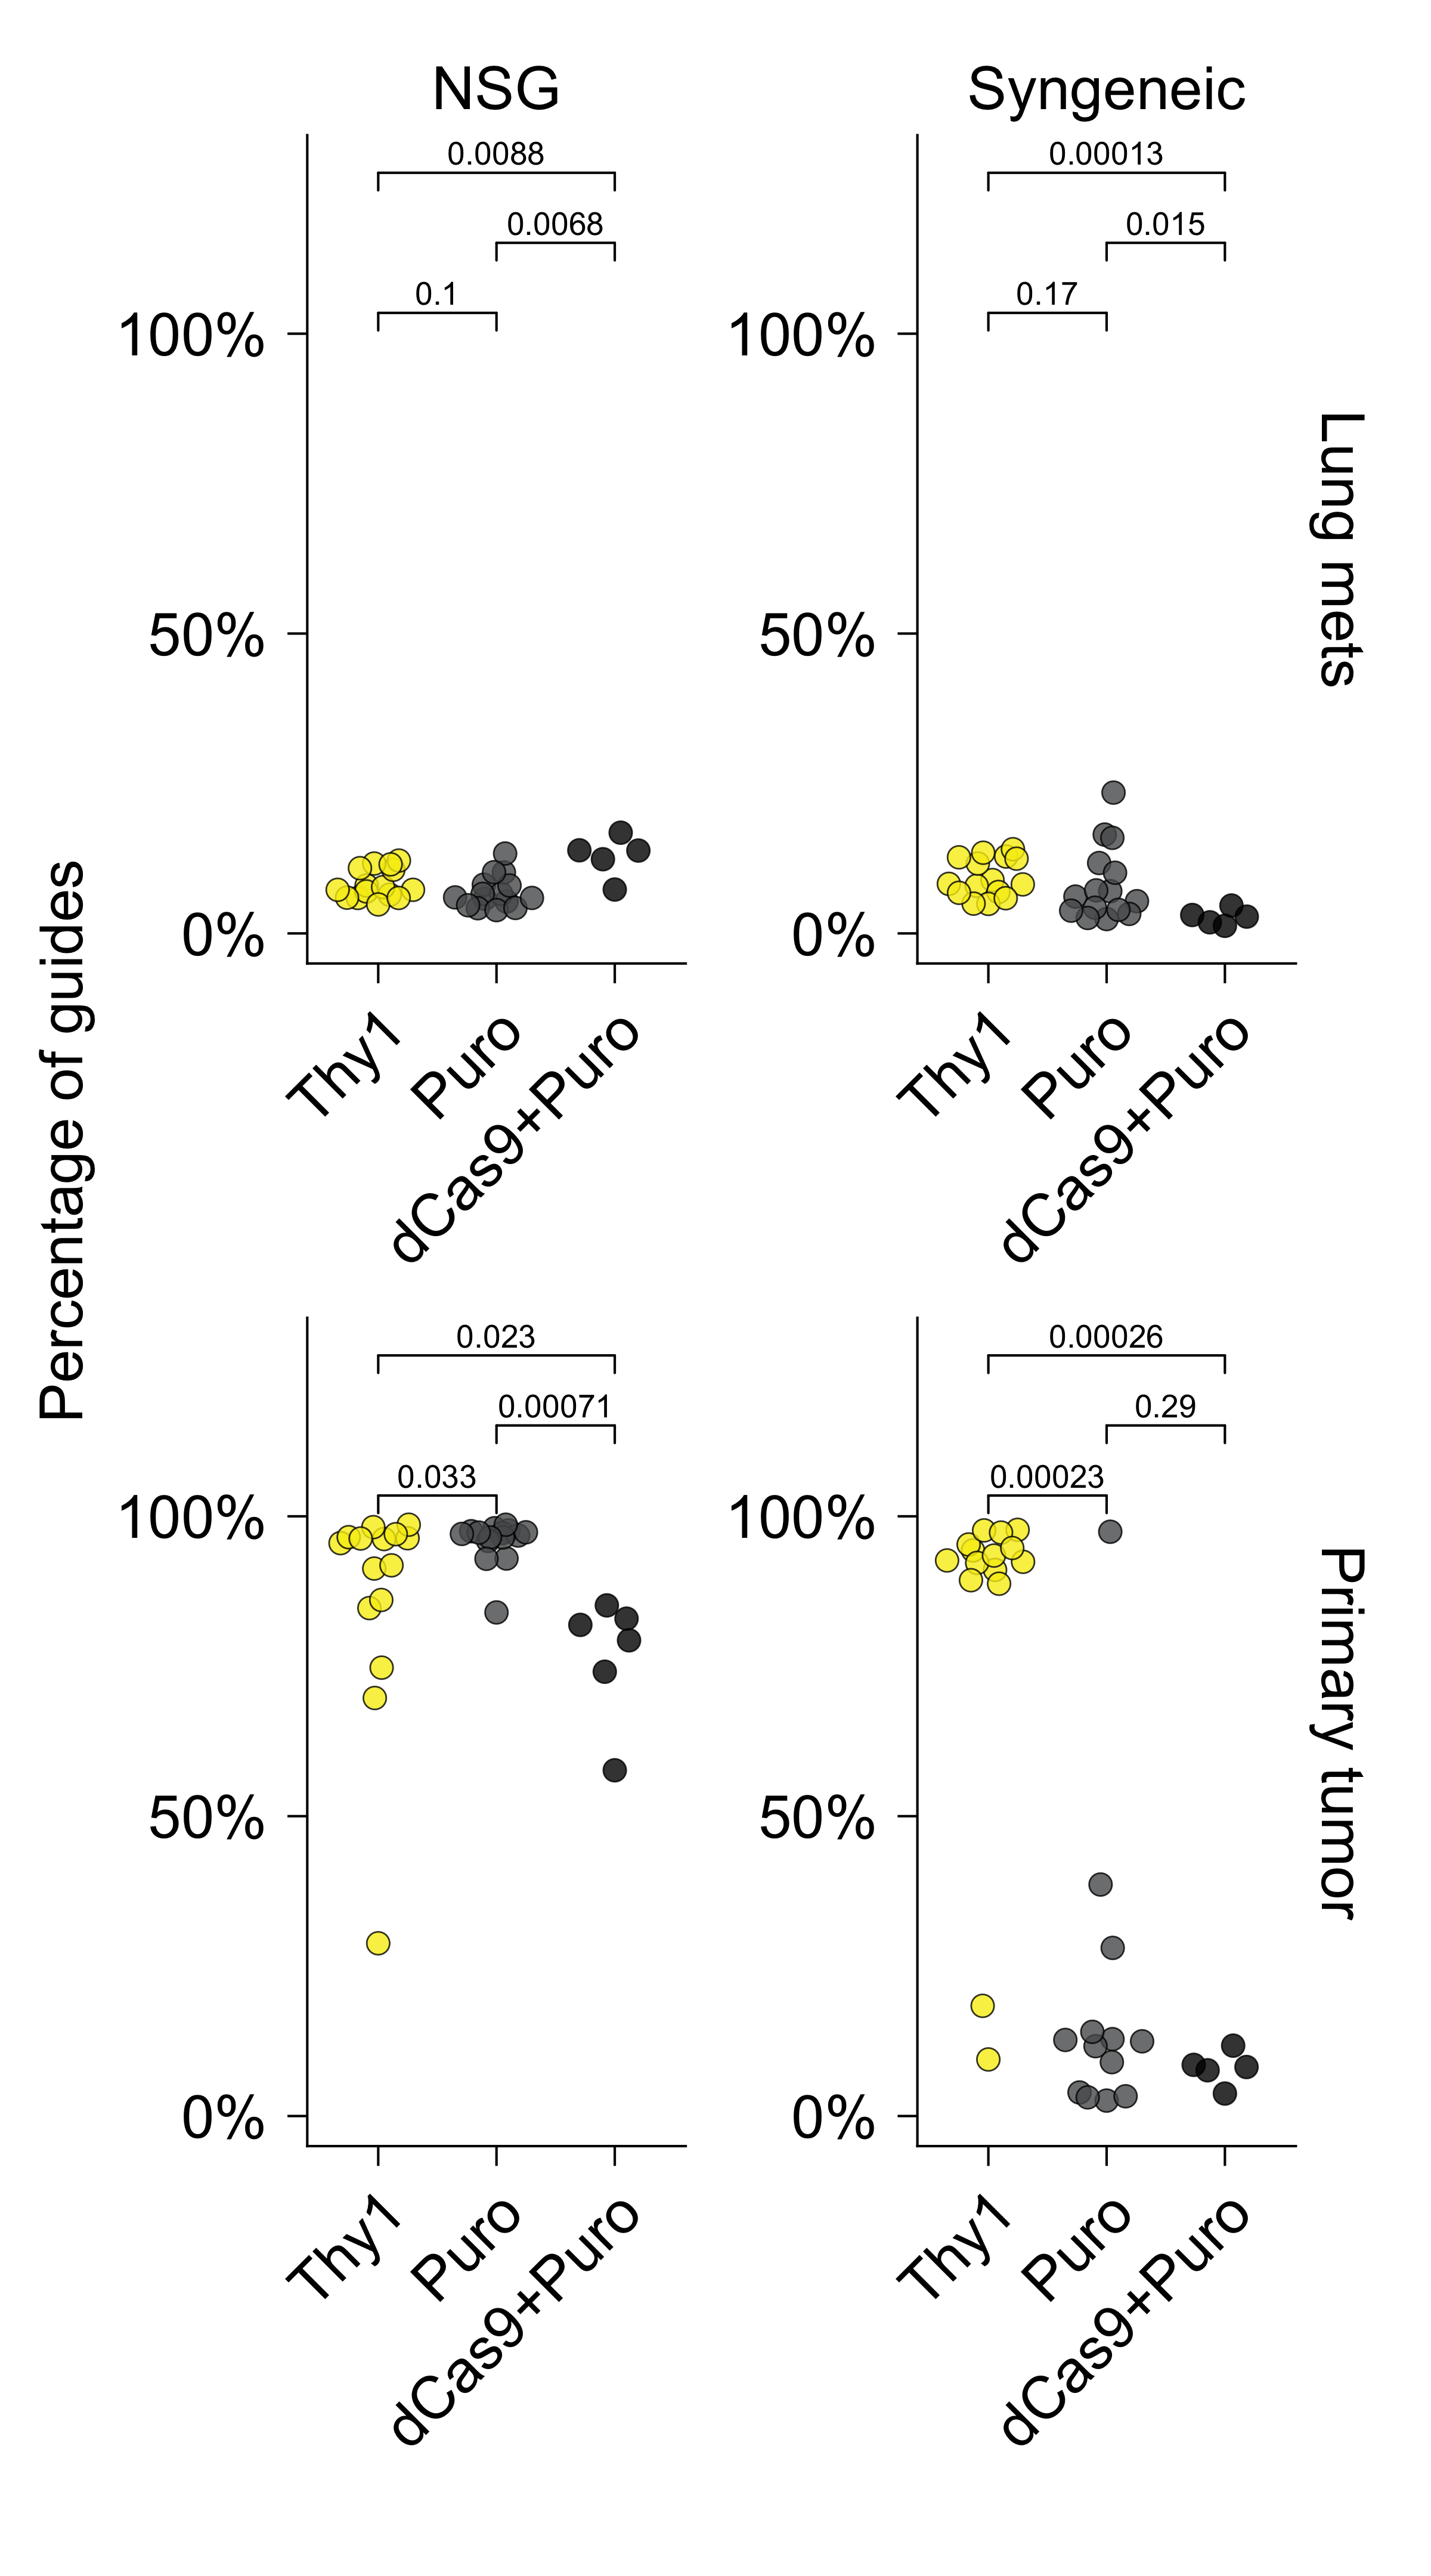 NSG
Syngeneic
0.0088
0.0068
0.1
100%
50%
0%
Thy1
Puro
dCas9+Puro
0.00013
0.015
0.17
100%
50%
0%
Thy1
Puro
dCas9+Puro
Lung mets
Percentage of guides
0.023
0.00071
0.033
100%
50%
0%
Thy1
Puro
dCas9+Puro
0.00026
0.29
0.00023
100%
50%
0%
Thy1
Puro
dCas9+Puro
Primary tumor